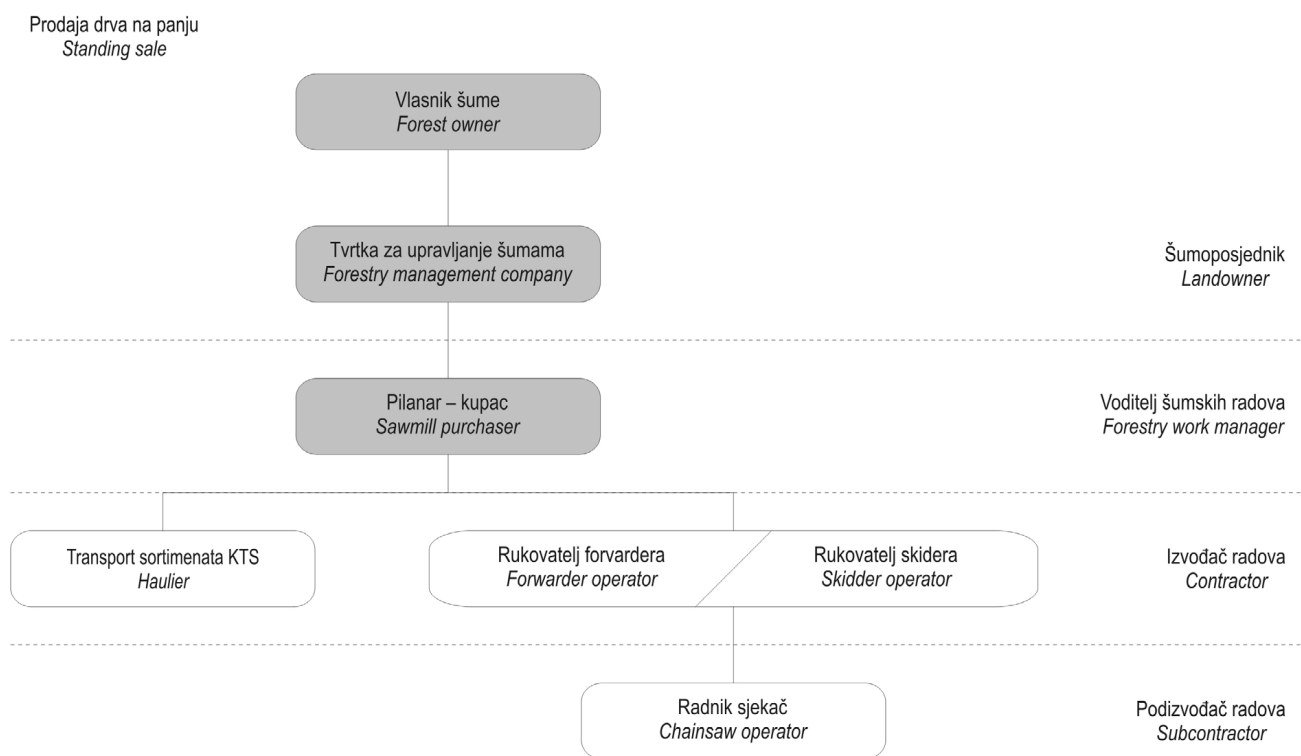 Prodaja drva na panju
Standing sale
Vlasnik šume
Forest owner
Tvrtka za upravljanje šumama
Forestry management company
Šumoposjednik
Landowner
Pilanar – kupac
Sawmill purchaser
Voditelj šumskih radova
Forestry work manager
Transport sortimenata KTS
Haulier
Rukovatelj forvardera
Forwarder operator
Rukovatelj skidera
Skidder operator
Izvođač radova
Contractor
Radnik sjekač
Chainsaw operator
Podizvođač radova
Subcontractor